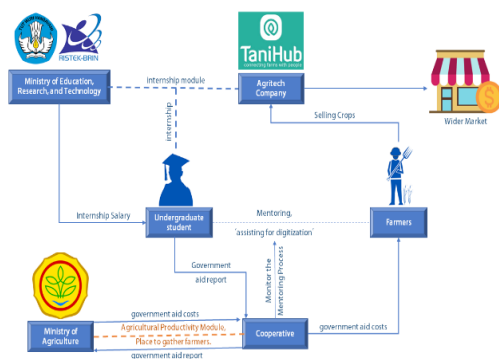 TUT WURI HANDAYANI
RISTEK-BRIN
TaniHub
connecting farms with people
Ministry of Education,
Research, and Technology
internship module
Agritech
Company
internship
Selling Crops
Wider Market
Internship Salary
Undergraduate
student
Mentoring,
'assisting for digitization'
Farmers
Government
aid report
Monitor the
Mentoring Process
government aid costs
Ministry of
Agriculture
Agricultural Productivity Module,
Place to gather farmers.
Cooperative
government aid costs
government aid report